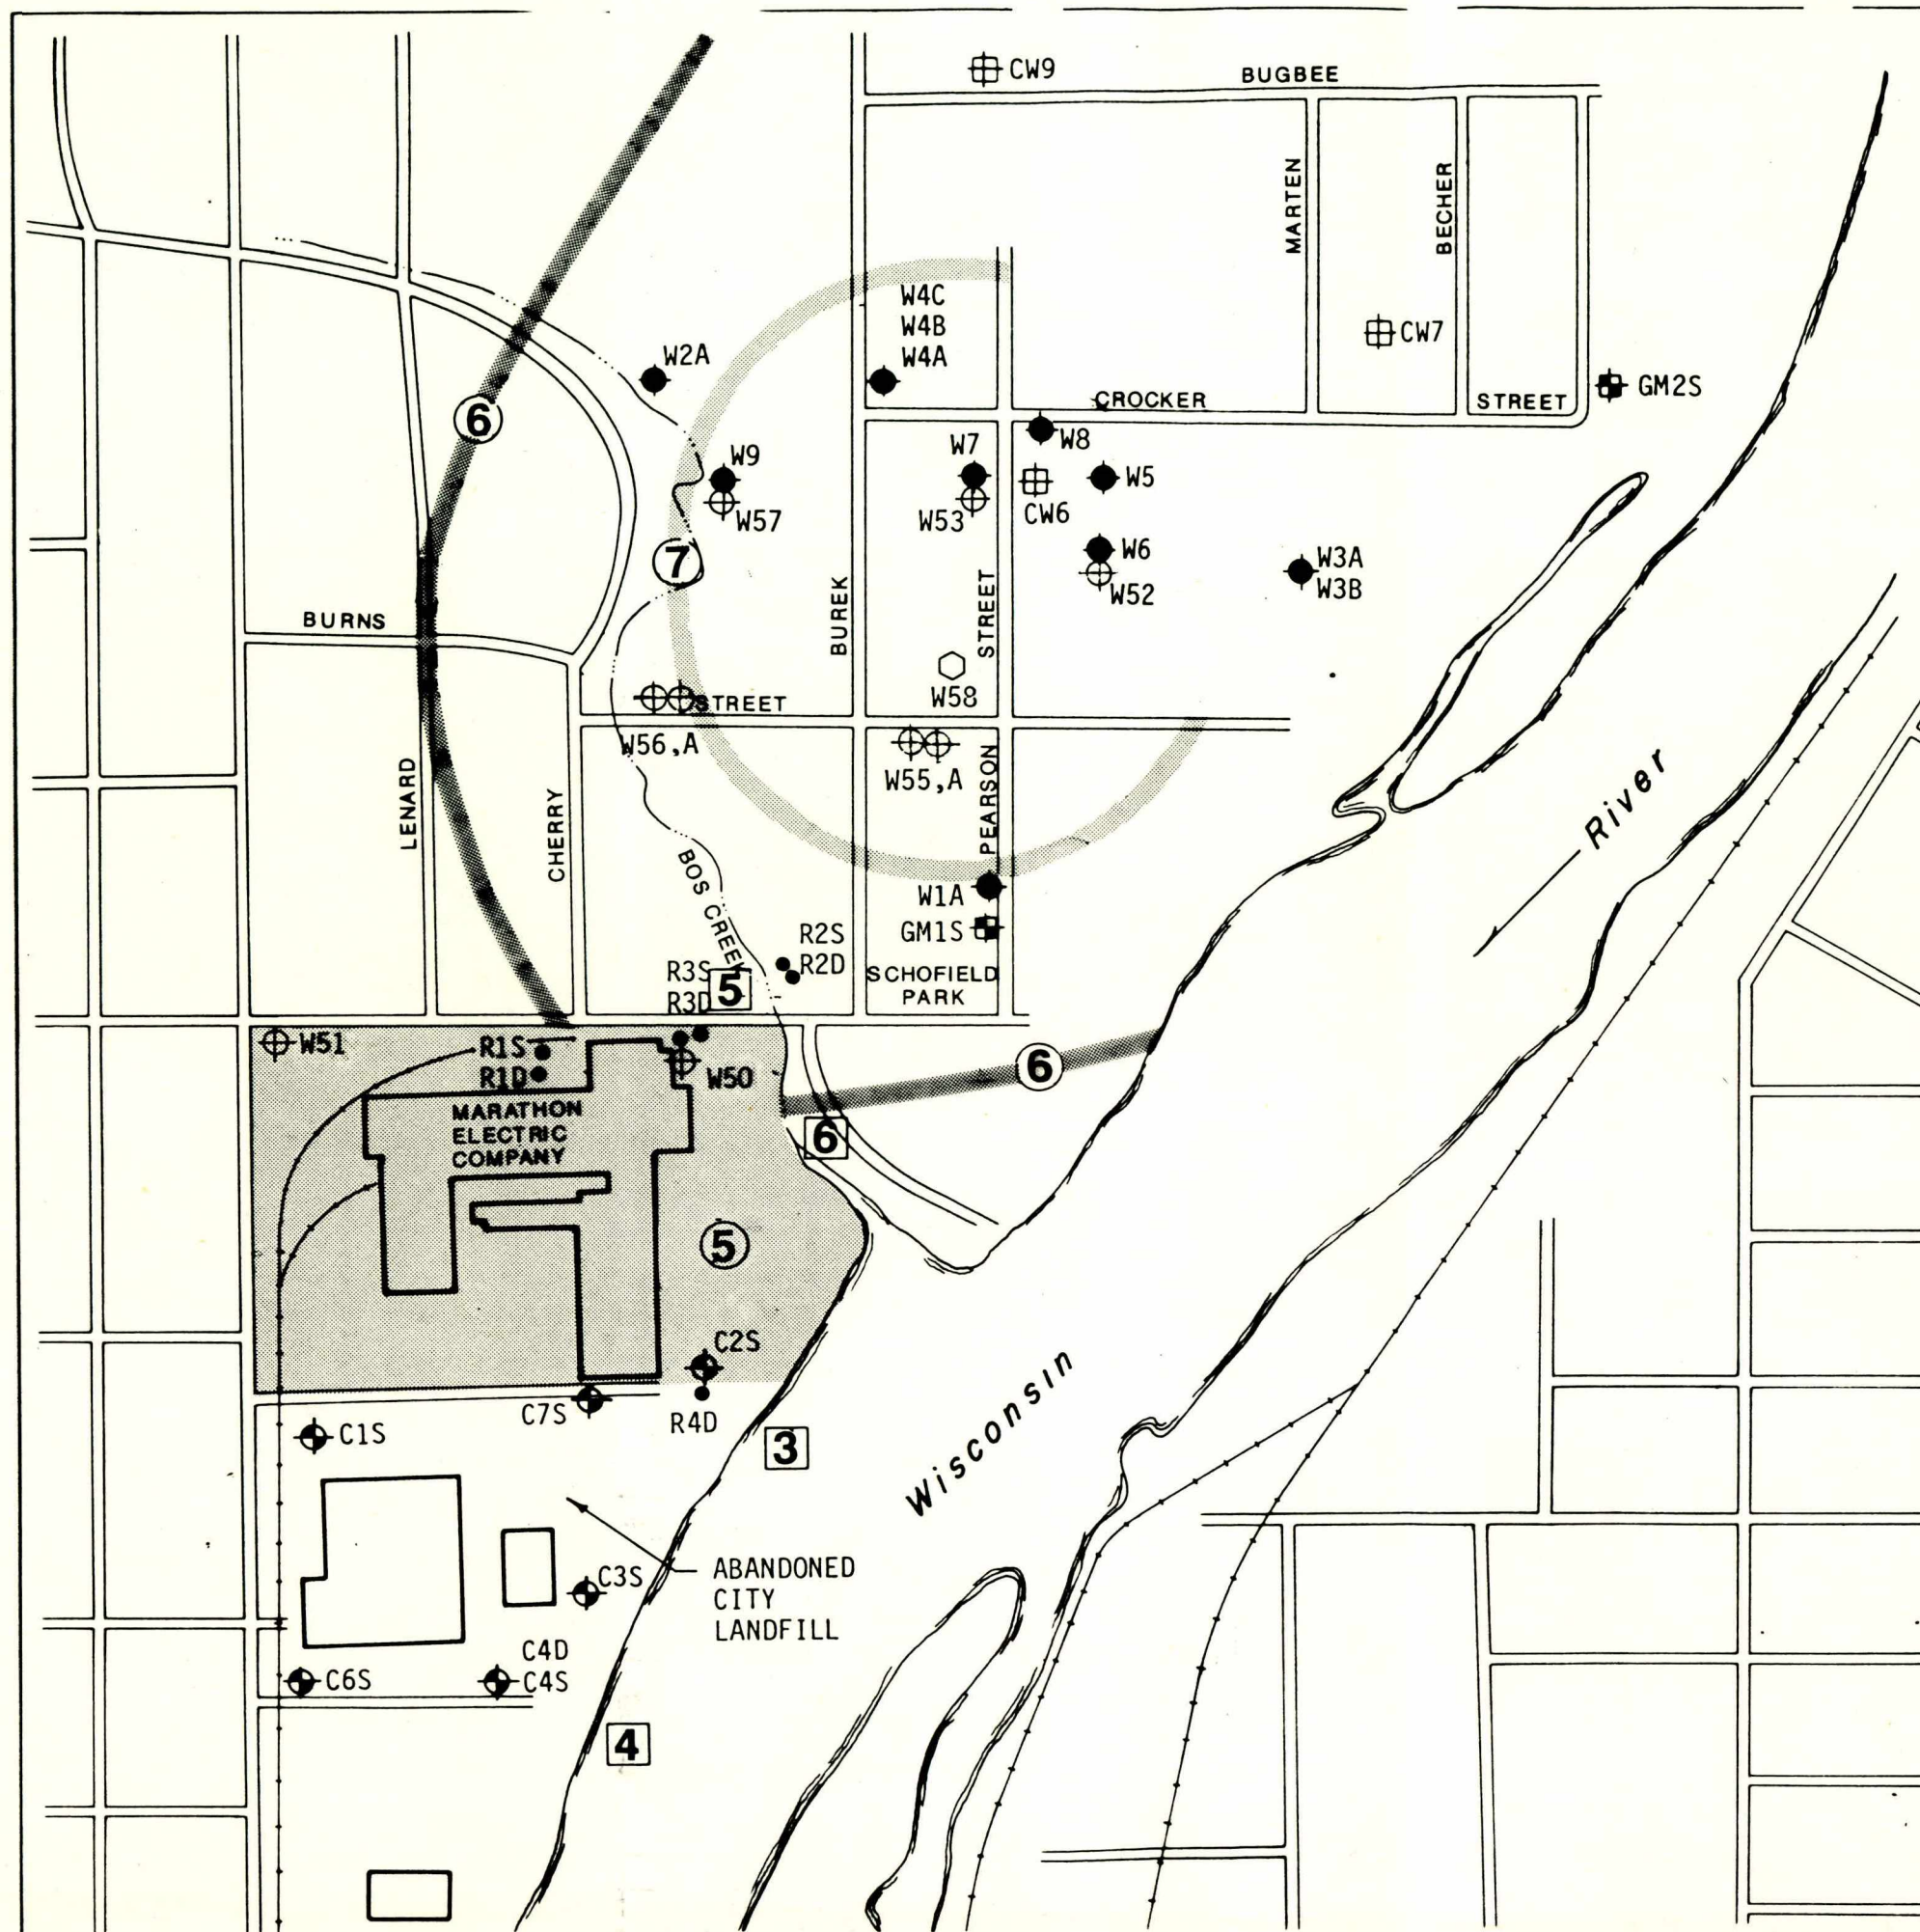 CW9
BUGBEE
MARTEN
BECHER
W4C
W4B
W4A
CW7
W2A
CROCKER
STREET
GM2S
6
W8
W9
W7
W5
W57
W53
CW6
7
W6
W3A
W52
W3B
BURNS
BUREK
STREET
W58
STREET
W56,A
W55,A
PEARSON
LENARD
CHERRY
River
BOS CREEK
W1A
GM1S
R2S
R2D
R3S
R3D
5
SCHOFIELD
PARK
W51
R1S
R1D
W50
6
MARATHON
ELECTRIC
COMPANY
6
5
C2S
C7S
R4D
C1S
3
Wisconsin
C3S
ABANDONED
CITY
LANDFILL
C4D
C6S
C4S
4